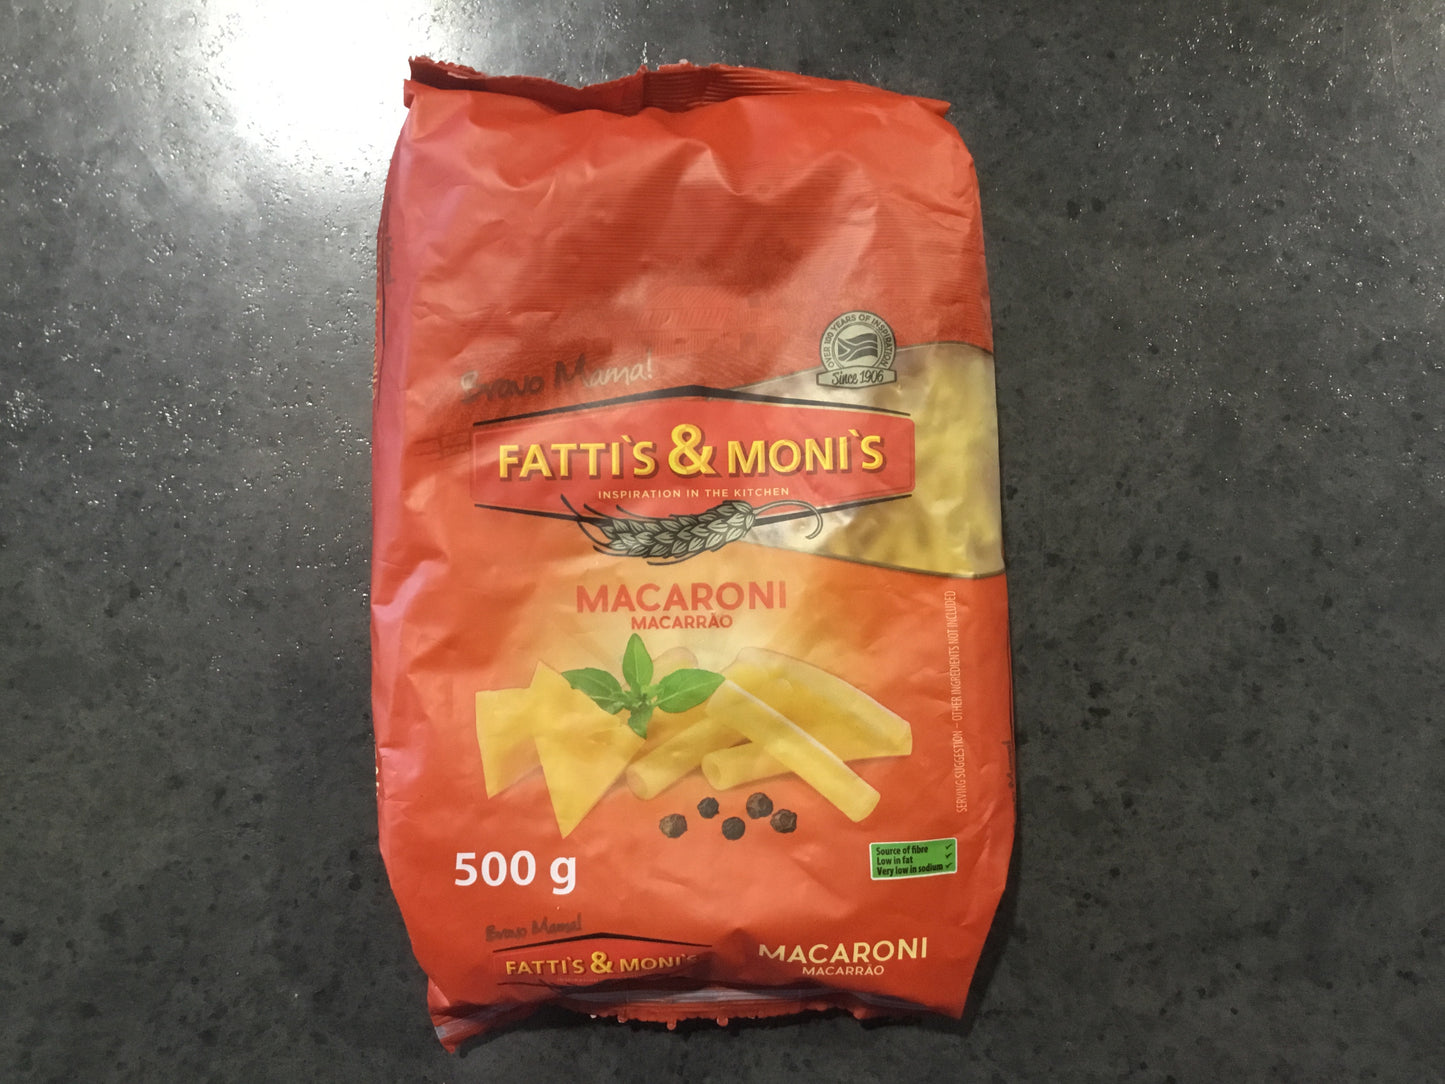 OVER 100 YEARS OF INSPIRATION
Since 1906
Bravo Mama!
FATTI`S & MONI`S
INSPIRATION IN THE KITCHEN
MACARONI
MACARRÃO
SERVING SUGGESTION – OTHER INGREDIENTS NOT INCLUDED
Source of fibre
Low in fat
Very low in sodium
500 g
Bravo Mama!
FATTI`S & MONI`S
MACARONI
MACARRÃO